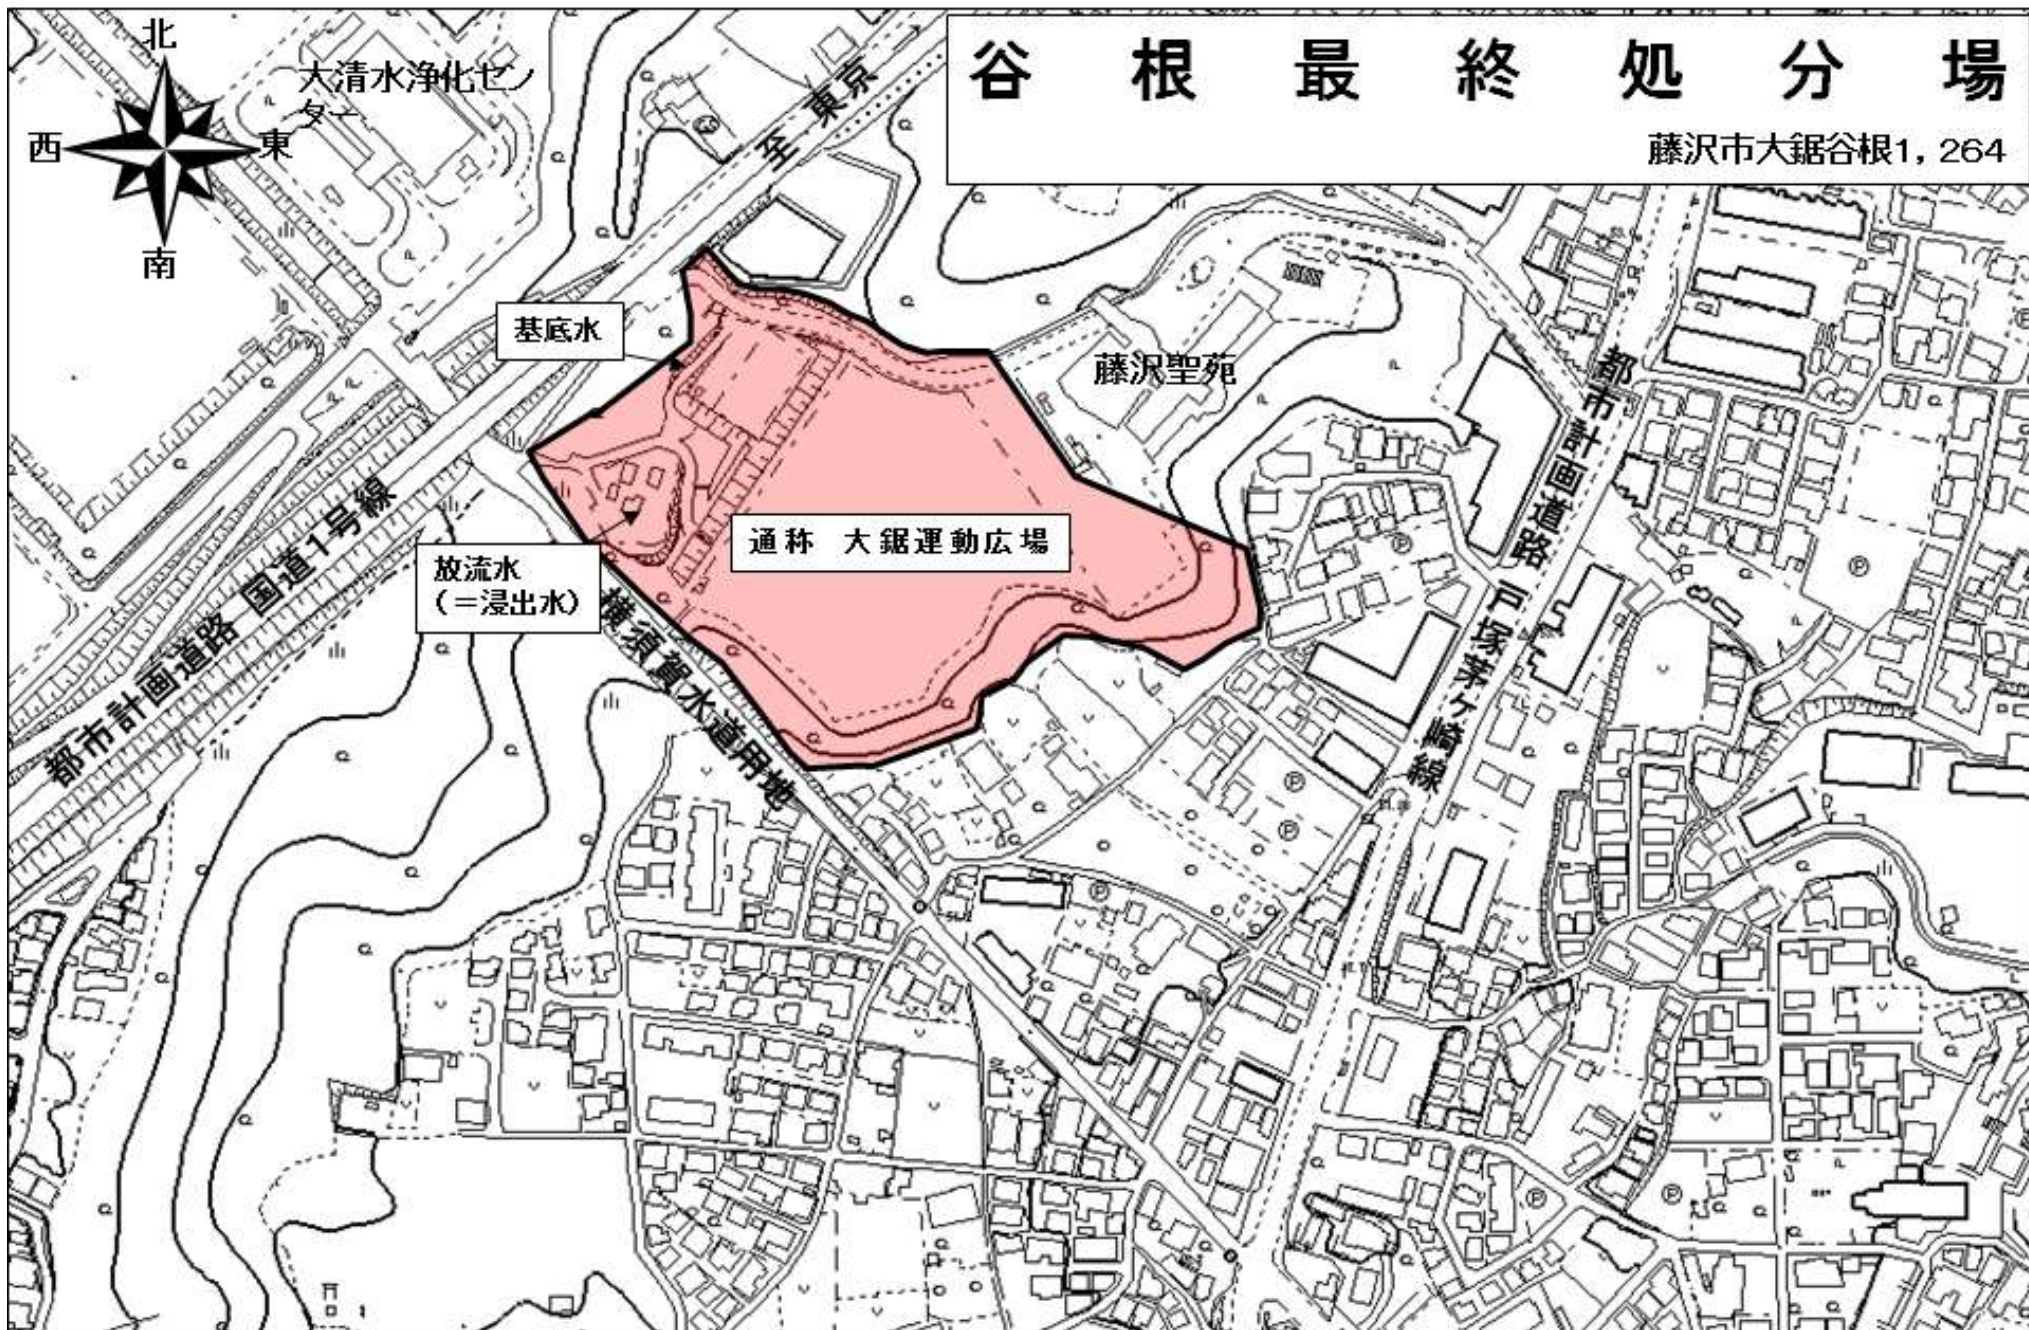 谷根最終処分場
藤沢市大鋸谷根1,264
北
西
東
南
大清水浄化セン
ター
至 東京
基底水
藤沢聖苑
通称 大鋸運動広場
放流水
(=浸出水)
都市計画道路 国道1号線
横須賀水道用地
都市計画道路 戸塚茅ケ崎線